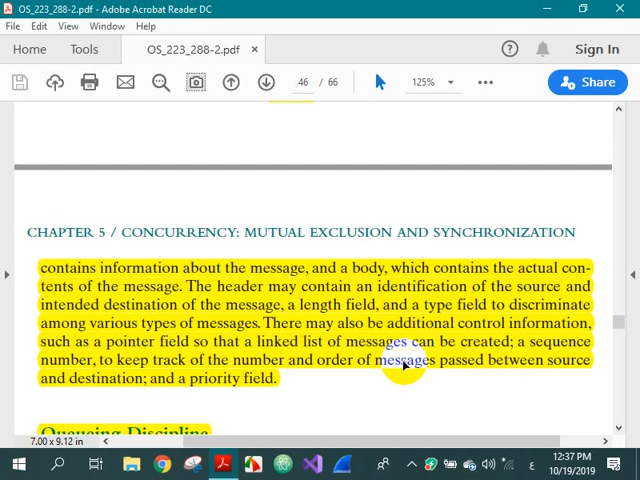 OS_223_288-2.pdf - Adobe Acrobat Reader DC
File Edit View Window Help
Home Tools OS_223_288-2.pdf × ? Sign In
46 / 66 125% Share
CHAPTER 5 / CONCURRENCY: MUTUAL EXCLUSION AND SYNCHRONIZATION
contains information about the message, and a body, which contains the actual con-
tents of the message. The header may contain an identification of the source and
intended destination of the message, a length field, and a type field to discriminate
among various types of messages. There may also be additional control information,
such as a pointer field so that a linked list of messages can be created; a sequence
number, to keep track of the number and order of messages passed between source
and destination; and a priority field.
Queueing Discipline
7.00 x 9.12 in
ع 12:37 PM
10/19/2019